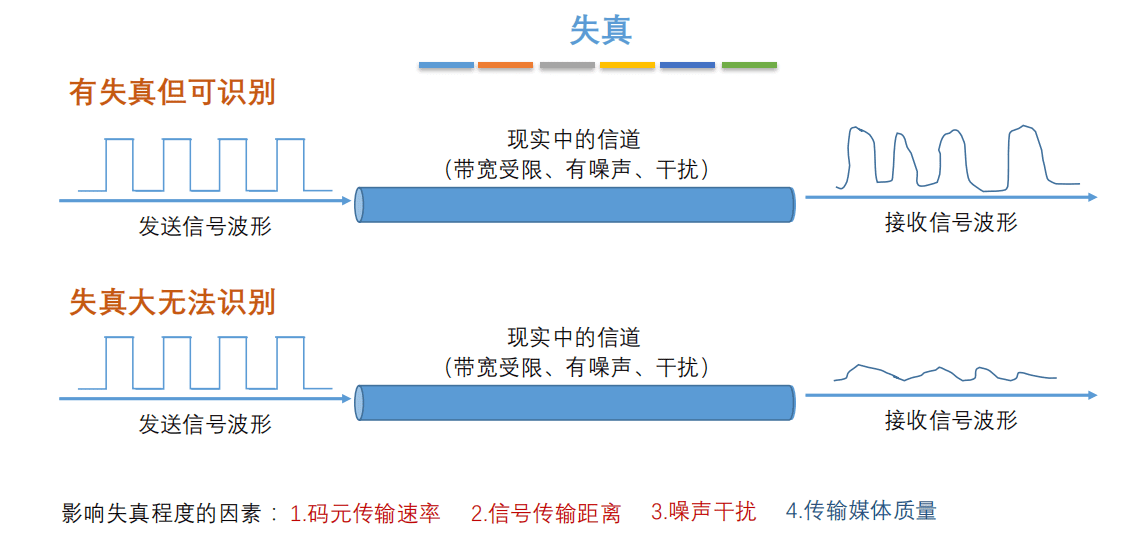 失真
有失真但可识别
现实中的信道
（带宽受限、有噪声、干扰）
发送信号波形
接收信号波形
失真大无法识别
现实中的信道
（带宽受限、有噪声、干扰）
发送信号波形
接收信号波形
影响失真程度的因素： 1.码元传输速率 2.信号传输距离 3.噪声干扰 4.传输媒体质量